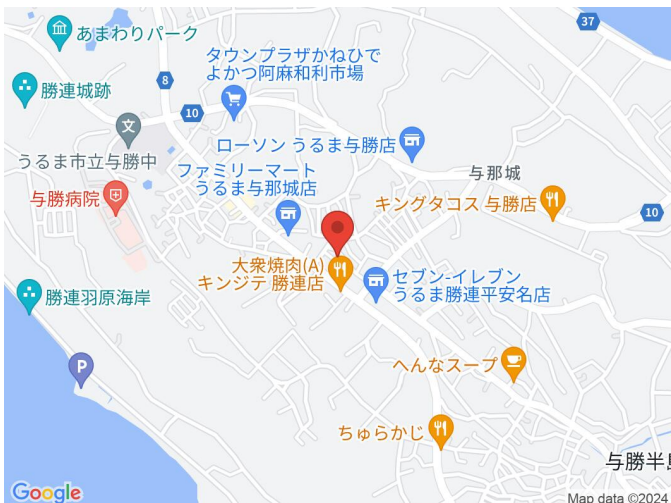 あまわりパーク
37
タウンプラザかねひで
よかつ阿麻和利市場
勝連城跡
8
10
文
うるま市立与勝中
ローソン うるま与勝店
与那城
ファミリーマート
うるま与那城店
与勝病院
キングタコス 与勝店
10
大衆焼肉(A)
キンジテ 勝連店
セブン-イレブン
うるま勝連平安名店
勝連羽原海岸
P
へんなスープ
ちゅらかじ
与勝半島
Google
Map data ©2024